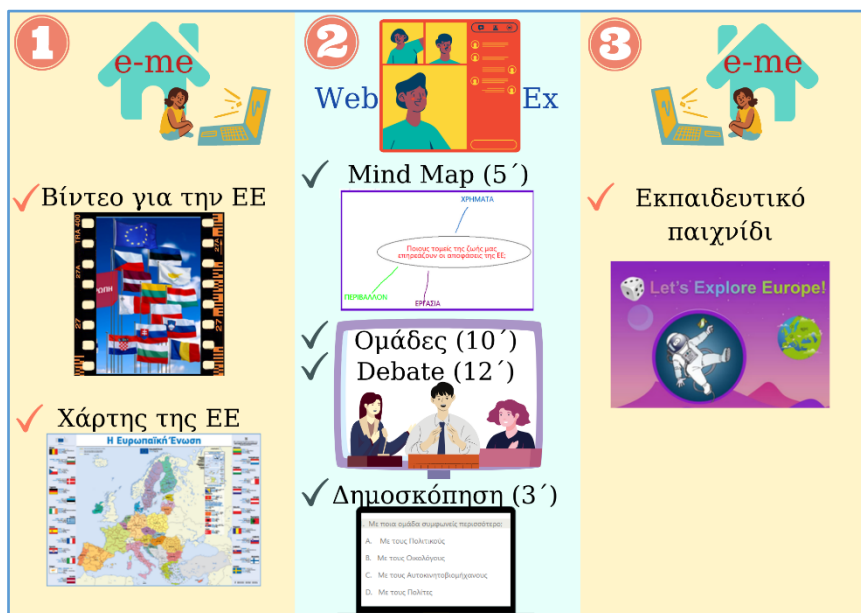 1
e-me
Βίντεο για την ΕΕ
Χάρτης της ΕΕ
Η Ευρωπαϊκή Ένωση
2
Web Ex
Mind Map (5´)
ΧΡΗΜΑΤΑ
Ποιους τομείς της ζωής μας
επηρεάζουν οι αποφάσεις της ΕΕ;
ΠΕΡΙΒΑΛΛΟΝ
ΕΡΓΑΣΙΑ
Ομάδες (10´)
Debate (12´)
Δημοσκόπηση (3´)
Με ποια ομάδα συμφωνείς περισσότερο:
A. Με τους Πολιτικούς
B. Με τους Οικολόγους
C. Με τους Αυτοκινητοβιομήχανους
D. Με τους Πολίτες
3
e-me
Εκπαιδευτικό
παιχνίδι
Let's Explore Europe!